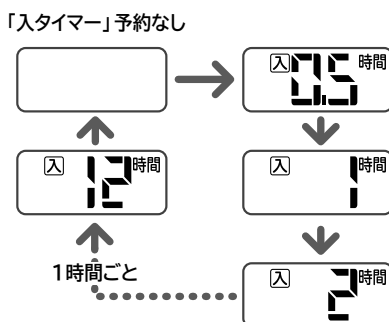 「入タイマー」予約なし
入 0.5 時間
入 12 時間
入 1 時間
1時間ごと
入 2 時間